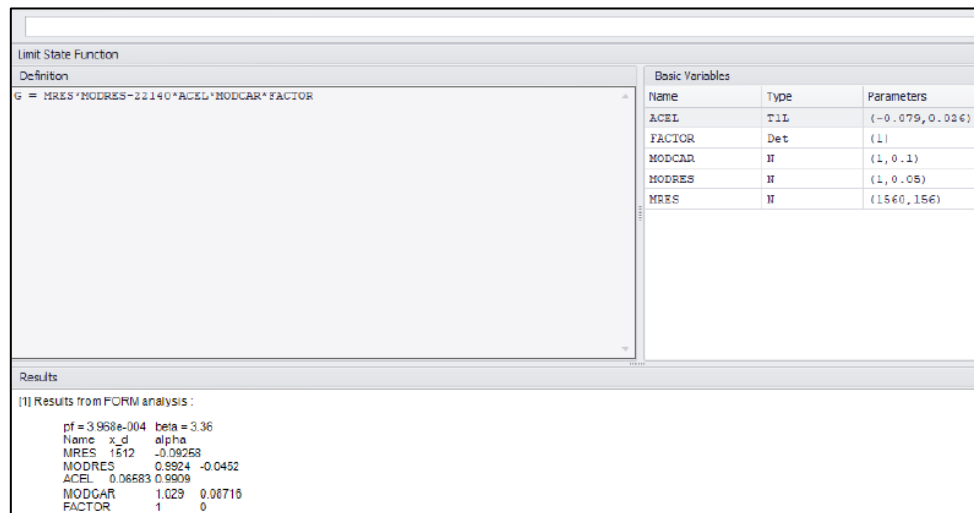 Limit State Function
Definition
G = MRES*MODRES-22140*ACEL*MODCAR*FACTOR
Basic Variables
Name Type Parameters
ACEL T1L (-0.079,0.026)
FACTOR Det (1)
MODCAR N (1,0.1)
MODRES N (1,0.05)
MRES N (1560,156)
Results
[1] Results from FORM analysis :
pf = 3.968e-004 beta = 3.36
Name x_d alpha
MRES 1512 -0.09258
MODRES 0.9924 -0.0452
ACEL 0.06583 0.9909
MODCAR 1.029 0.08716
FACTOR 1 0